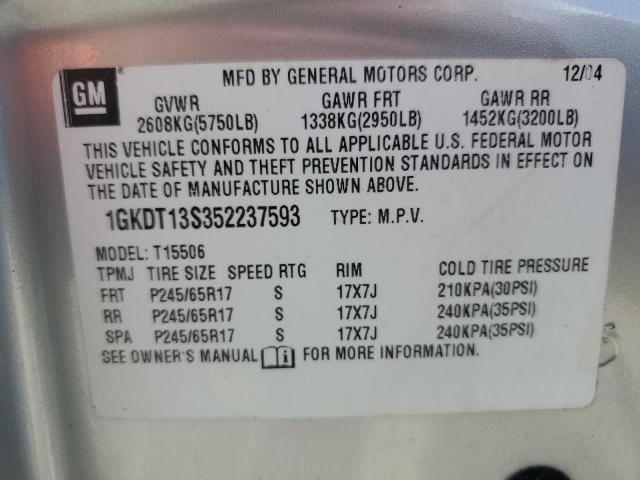 GM ® MFD BY GENERAL MOTORS CORP. 12/04
GVWR GAWR FRT GAWR RR
2608KG(5750LB) 1338KG(2950LB) 1452KG(3200LB)
THIS VEHICLE CONFORMS TO ALL APPLICABLE U.S. FEDERAL MOTOR
VEHICLE SAFETY AND THEFT PREVENTION STANDARDS IN EFFECT ON
THE DATE OF MANUFACTURE SHOWN ABOVE.
1GKDT13S352237593 TYPE: M.P.V.
MODEL: T15506
TPMJ TIRE SIZE SPEED RTG RIM COLD TIRE PRESSURE
FRT P245/65R17 S 17X7J 210KPA(30PSI)
RR P245/65R17 S 17X7J 240KPA(35PSI)
SPA P245/65R17 S 17X7J 240KPA(35PSI)
SEE OWNER'S MANUAL i FOR MORE INFORMATION.